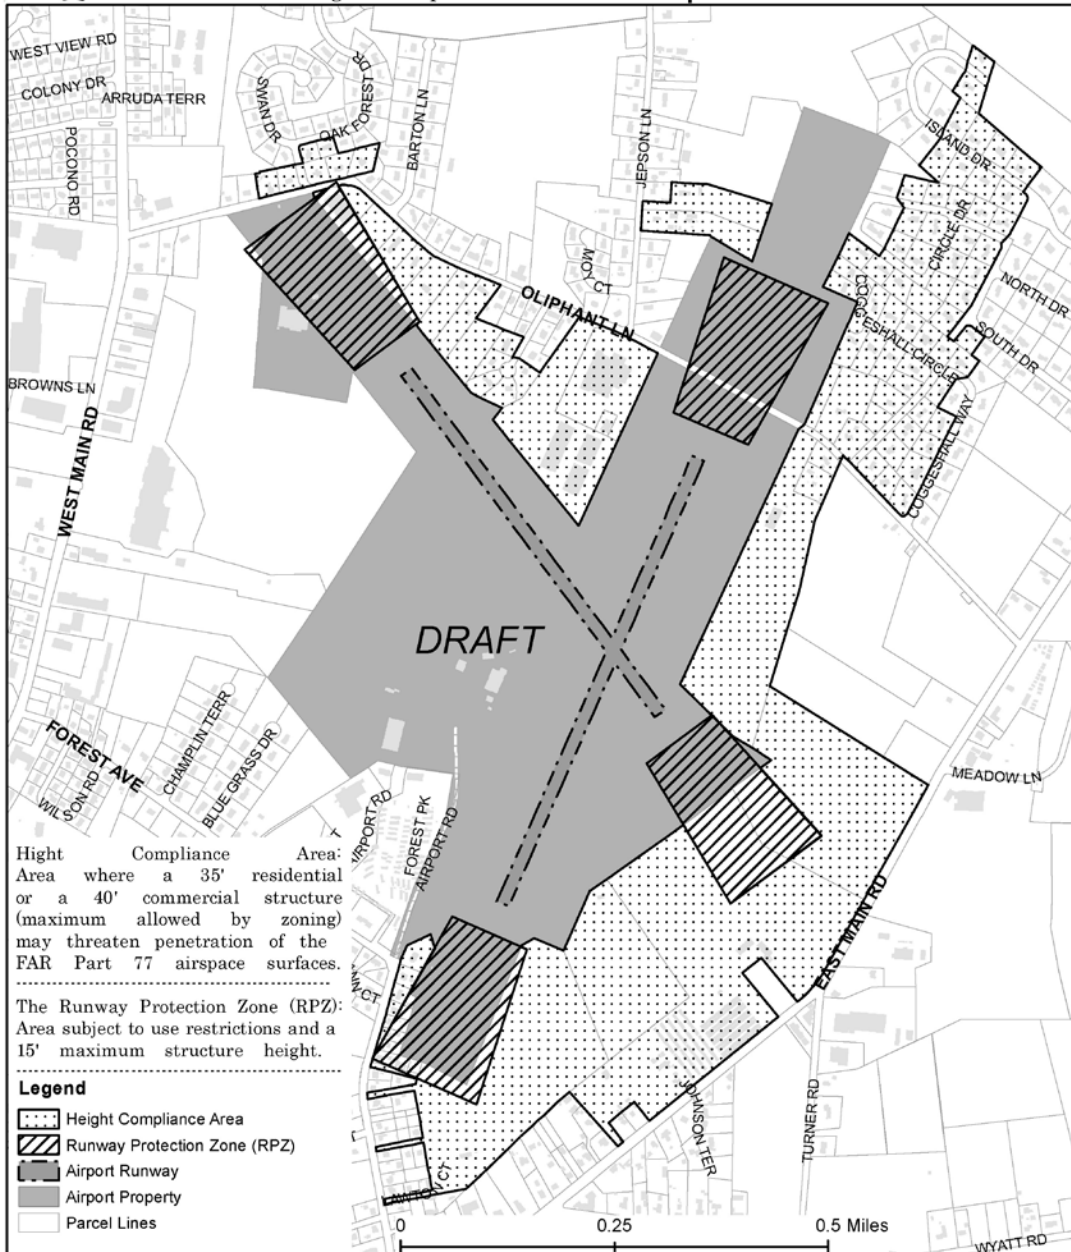 WEST VIEW RD
COLONY DR
ARRUDA TERR
POCONO RD
SWAN DR
OAK FOREST
DR
BARTON LN
JEPSON LN
ISLAND DR
CIRCLE DR
NORTH DR
SOUTH DR
MOY CT
OLIPHANT LN
COGGESHALL CIRCLE
COGGESHALL WAY
BROWNS LN
WEST MAIN RD
DRAFT
FOREST AVE
WILSON RD
CHAMPLIN TERR
BLUE GRASS DR
AIRPORT RD
FOREST PK
AIRPORT RD
MEADOW LN
EAST MAIN RD
JOHNSON TER
TURNER RD
WYATT RD
Hight Compliance Area:
Area where a 35' residential
or a 40' commercial structure
(maximum allowed by zoning)
may threaten penetration of the
FAR Part 77 airspace surfaces.
The Runway Protection Zone (RPZ):
Area subject to use restrictions and a
15' maximum structure height.
Legend
Height Compliance Area
Runway Protection Zone (RPZ)
Airport Runway
Airport Property
Parcel Lines
0 0.25 0.5 Miles